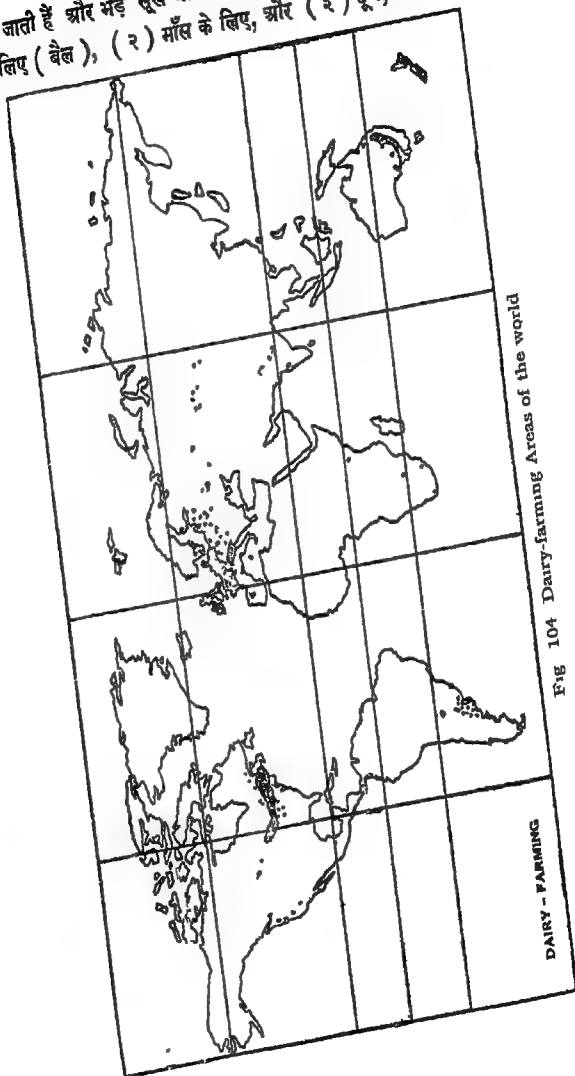 जाती हैं और भेड़
लिए ( बैल ), ( २ ) माँस के लिए, और ( ३ )
DAIRY - FARMING
Fig 104 Dairy-farming Areas of the world